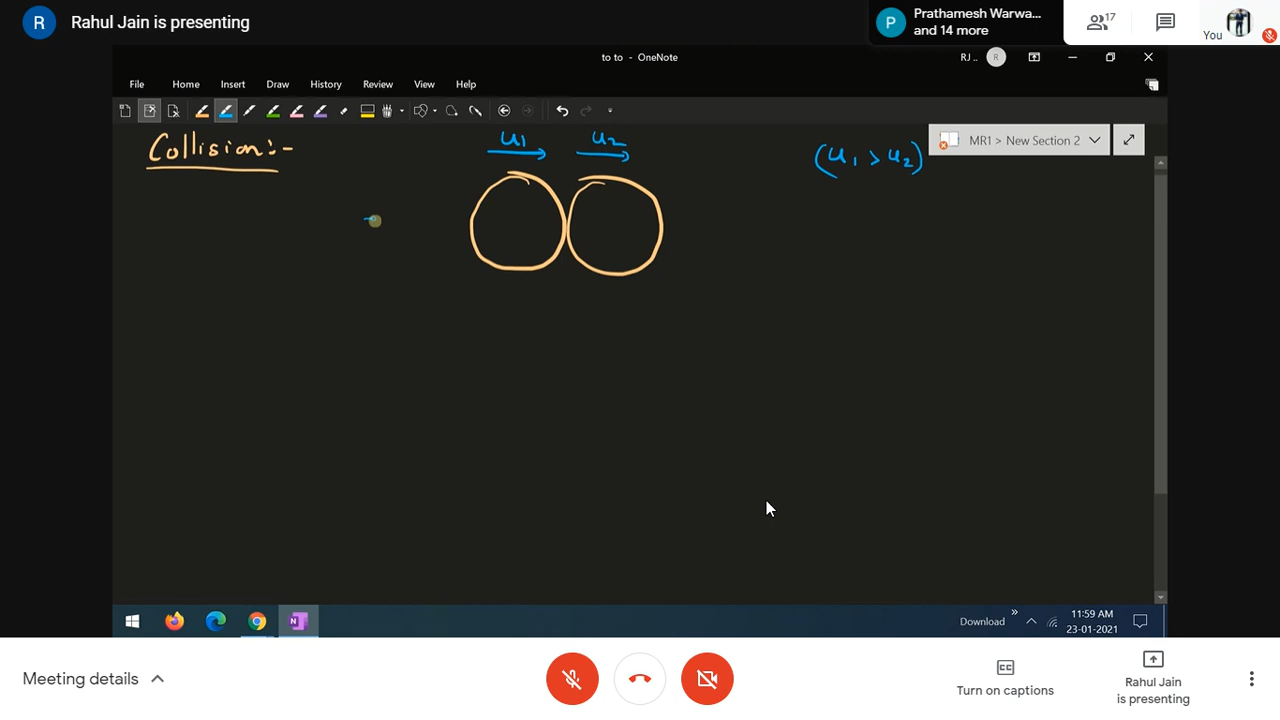 R Rahul Jain is presenting
P Prathamesh Warwa...
and 14 more
17
You
to to - OneNote
RJ ..
R
File Home Insert Draw History Review View Help
Collision:-
u1 u2
(u1 > u2)
MR1 > New Section 2
Download
11:59 AM
23-01-2021
Meeting details
CC
Turn on captions
Rahul Jain
is presenting